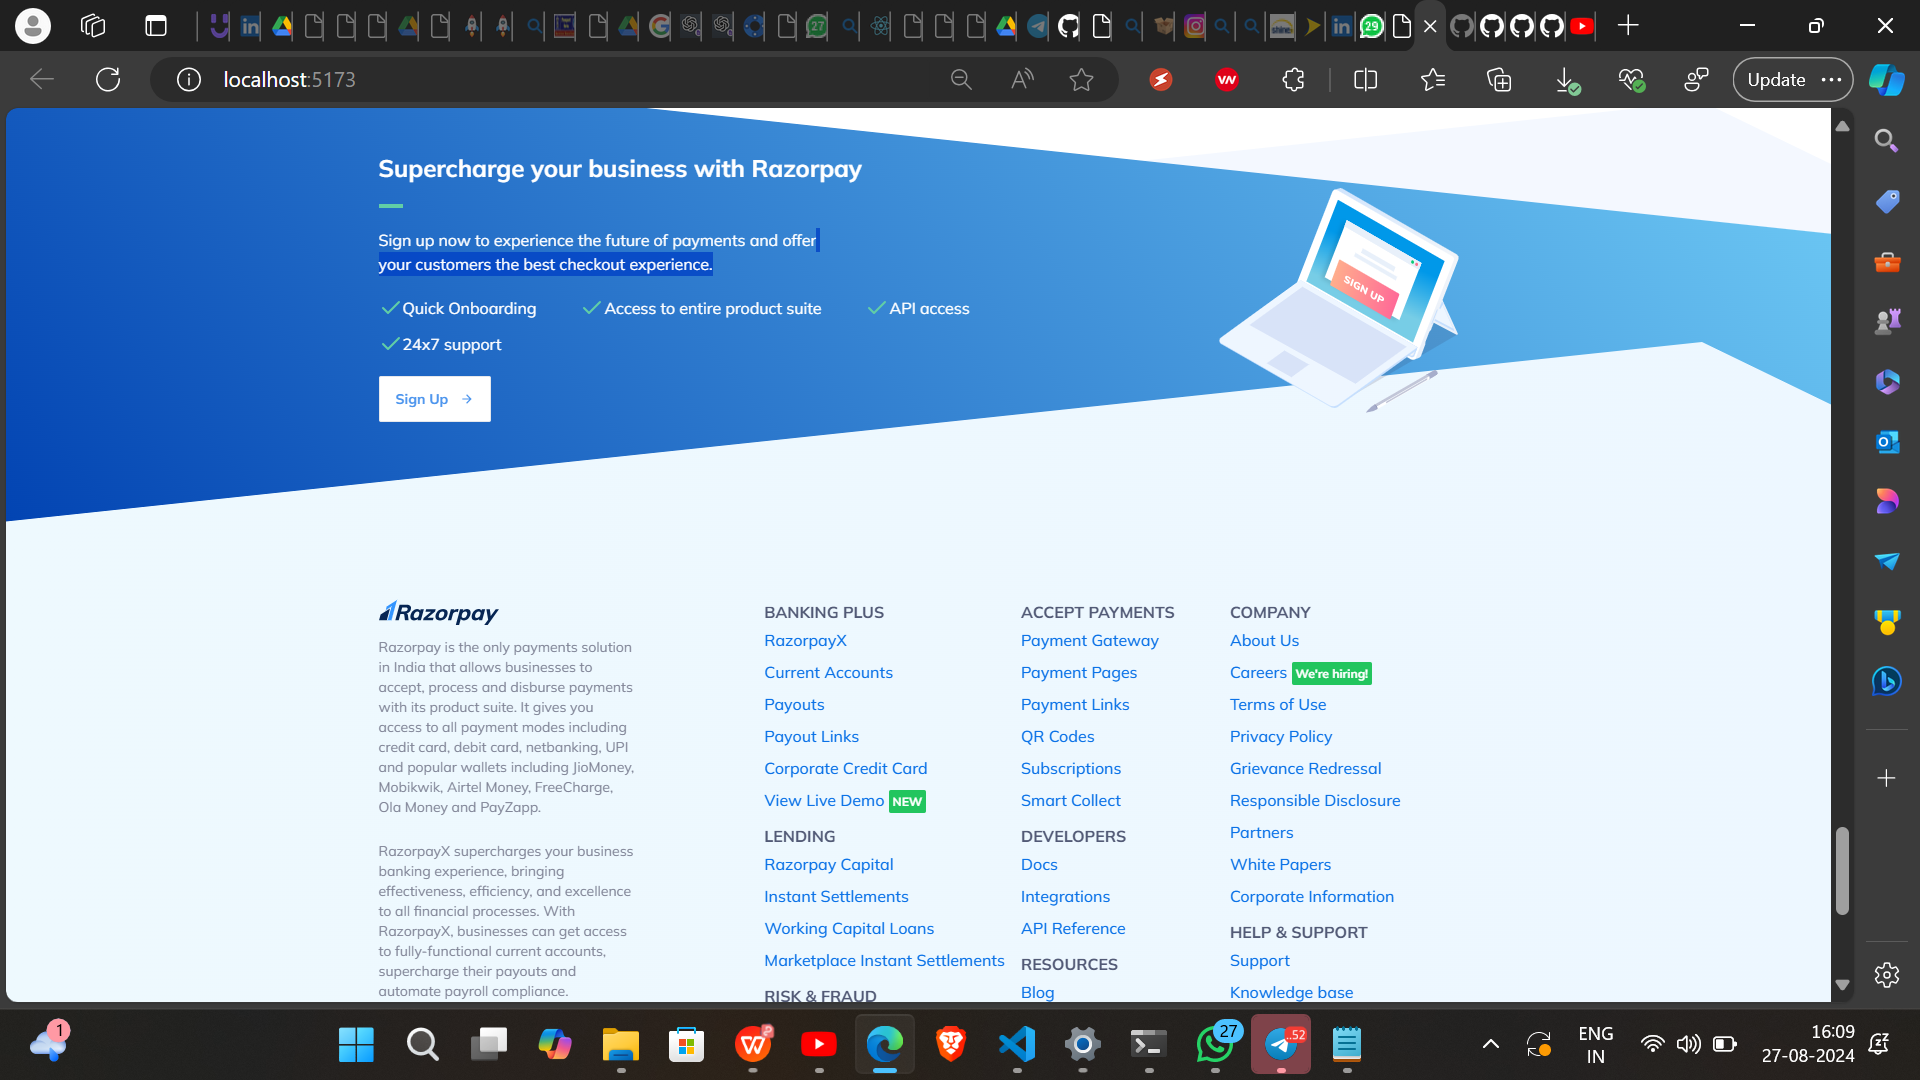 27
29
localhost:5173
Update
Supercharge your business with Razorpay
Sign up now to experience the future of payments and offer
your customers the best checkout experience.
Quick Onboarding
Access to entire product suite
API access
24x7 support
Sign Up
SIGN UP
Razorpay
Razorpay is the only payments solution
in India that allows businesses to
accept, process and disburse payments
with its product suite. It gives you
access to all payment modes including
credit card, debit card, netbanking, UPI
and popular wallets including JioMoney,
Mobikwik, Airtel Money, FreeCharge,
Ola Money and PayZapp.
RazorpayX supercharges your business
banking experience, bringing
effectiveness, efficiency, and excellence
to all financial processes. With
RazorpayX, businesses can get access
to fully-functional current accounts,
supercharge their payouts and
automate payroll compliance.
BANKING PLUS
RazorpayX
Current Accounts
Payouts
Payout Links
Corporate Credit Card
View Live Demo NEW
LENDING
Razorpay Capital
Instant Settlements
Working Capital Loans
Marketplace Instant Settlements
RISK & FRAUD
ACCEPT PAYMENTS
Payment Gateway
Payment Pages
Payment Links
QR Codes
Subscriptions
Smart Collect
DEVELOPERS
Docs
Integrations
API Reference
RESOURCES
Blog
COMPANY
About Us
Careers We're hiring!
Terms of Use
Privacy Policy
Grievance Redressal
Responsible Disclosure
Partners
White Papers
Corporate Information
HELP & SUPPORT
Support
Knowledge base
1
27
..52
ENG
IN
16:09
27-08-2024